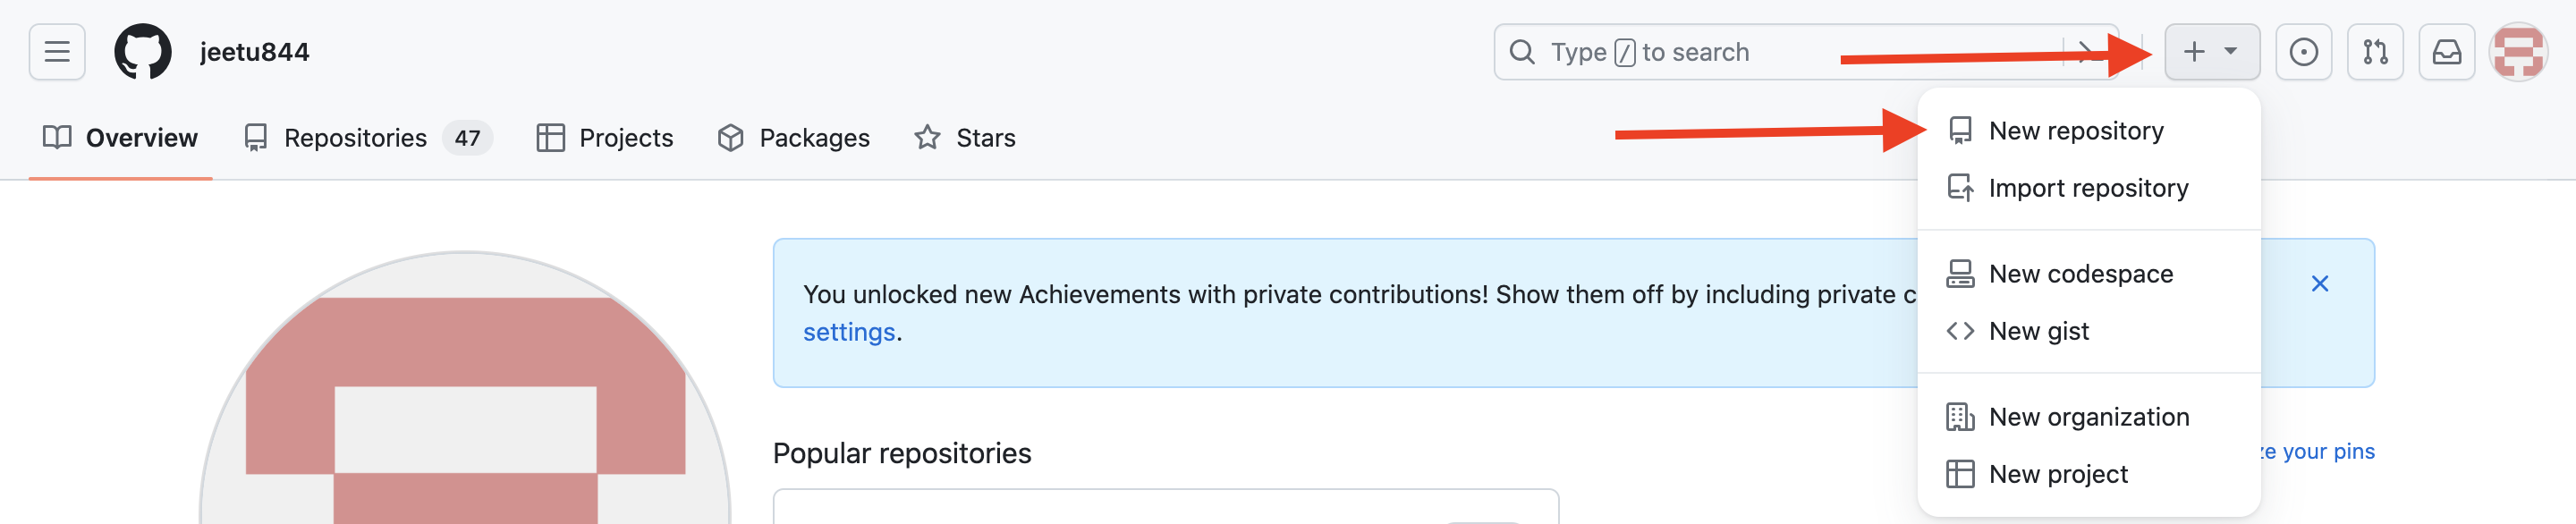 jeetu844
Type / to search
Overview
Repositories 47
Projects
Packages
Stars
New repository
Import repository
New codespace
New gist
New organization
New project
You unlocked new Achievements with private contributions! Show them off by including private
settings.
Popular repositories
your pins